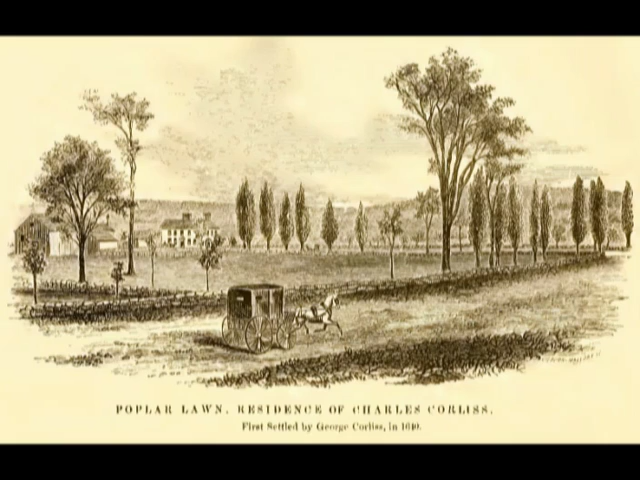 POPLAR LAWN. RESIDENCE OF CHARLES CORLISS.
First Settled by George Corliss, in 1640.